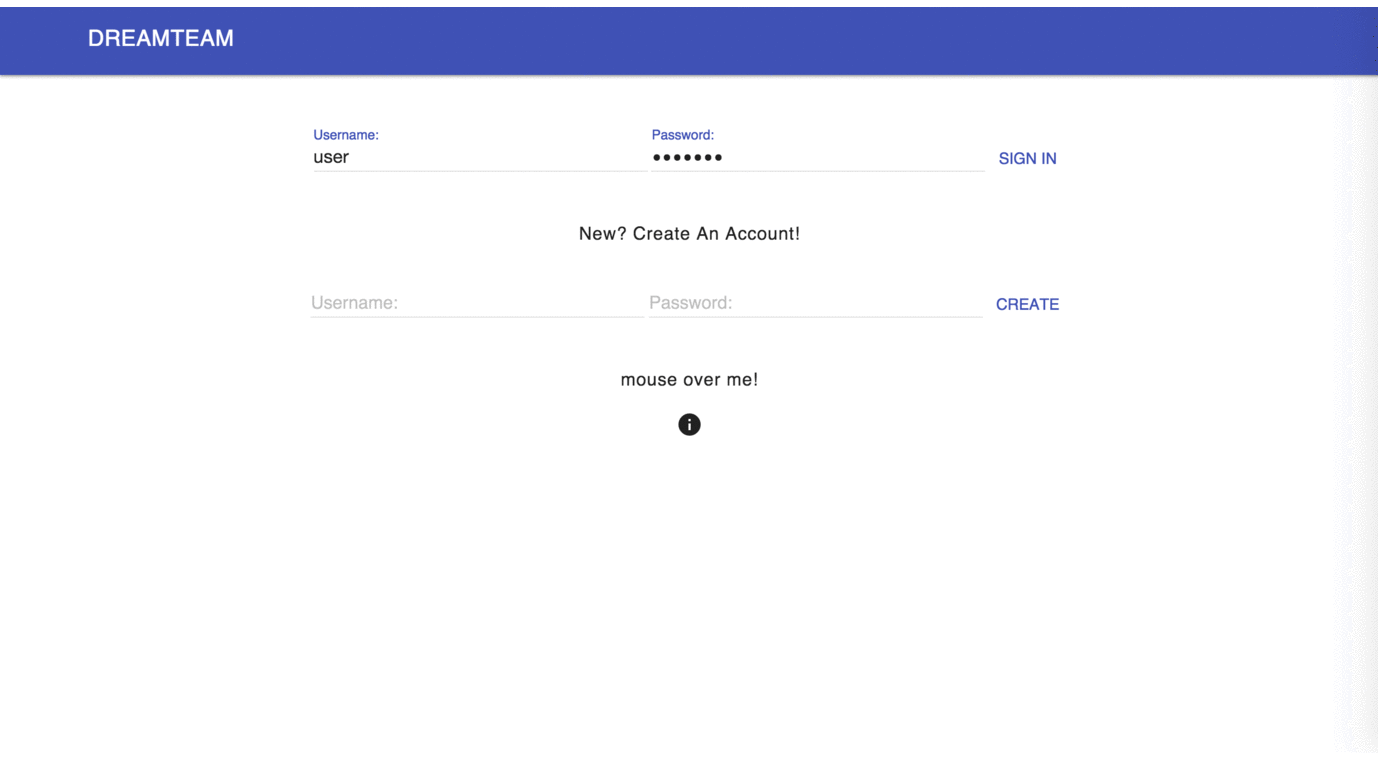 DREAMTEAM
Username: Password:
user ••••••• SIGN IN
New? Create An Account!
Username: Password: CREATE
mouse over me!